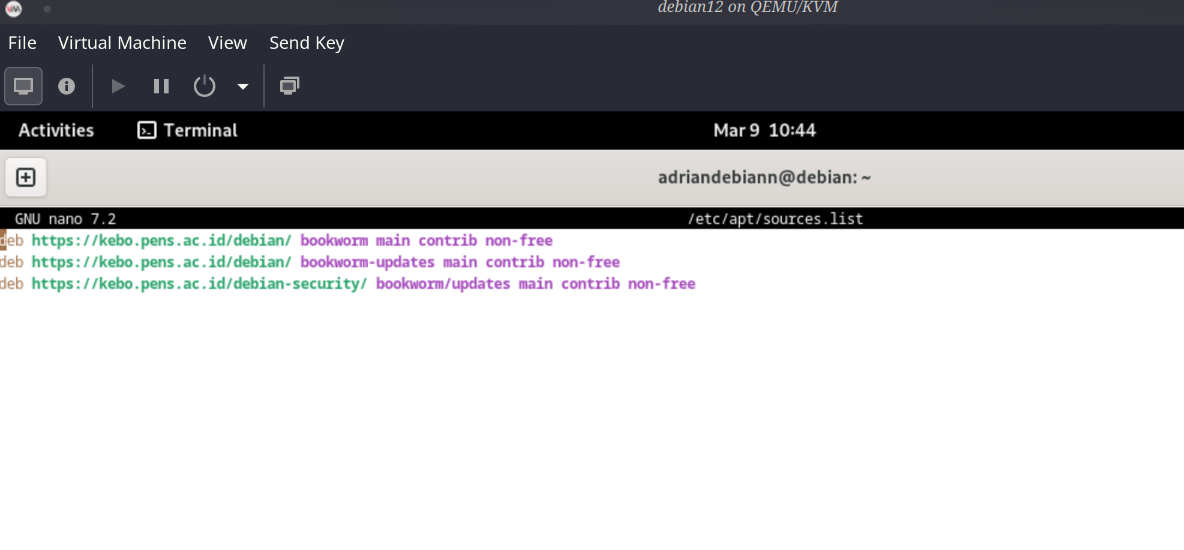 debian12 on QEMU/KVM
File Virtual Machine View Send Key
Activities Terminal Mar 9 10:44
adriandebiann@debian: ~
GNU nano 7.2 /etc/apt/sources.list
deb https://kebo.pens.ac.id/debian/ bookworm main contrib non-free
deb https://kebo.pens.ac.id/debian/ bookworm-updates main contrib non-free
deb https://kebo.pens.ac.id/debian-security/ bookworm/updates main contrib non-free